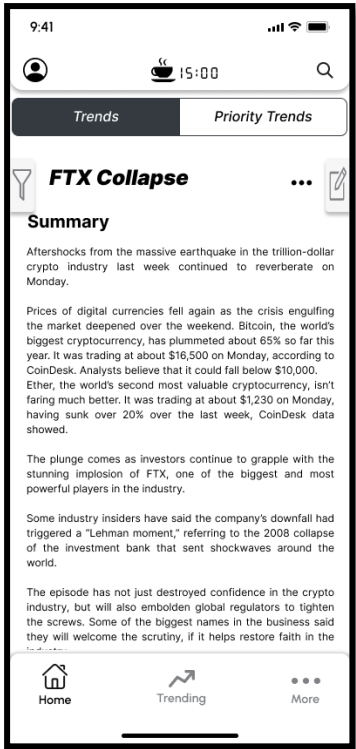 9:41
15:00
Trends
Priority Trends
FTX Collapse
Summary
Aftershocks from the massive earthquake in the trillion-dollar
crypto industry last week continued to reverberate on
Monday.
Prices of digital currencies fell again as the crisis engulfing
the market deepened over the weekend. Bitcoin, the world's
biggest cryptocurrency, has plummeted about 65% so far this
year. It was trading at about $16,500 on Monday, according to
CoinDesk. Analysts believe that it could fall below $10,000.
Ether, the world's second most valuable cryptocurrency, isn't
faring much better. It was trading at about $1,230 on Monday,
having sunk over 20% over the last week, CoinDesk data
showed.
The plunge comes as investors continue to grapple with the
stunning implosion of FTX, one of the biggest and most
powerful players in the industry.
Some industry insiders have said the company's downfall had
triggered a "Lehman moment," referring to the 2008 collapse
of the investment bank that sent shockwaves around the
world.
The episode has not just destroyed confidence in the crypto
industry, but will also embolden global regulators to tighten
the screws. Some of the biggest names in the business said
they will welcome the scrutiny, if it helps restore faith in the
Home
Trending
More